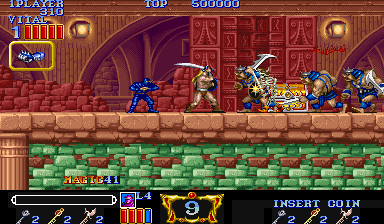 1PLAYER TOP 500000
310
VITAL
1
MAGIC 41
L4
9
INSERT COIN
2 2 2 2 2 2